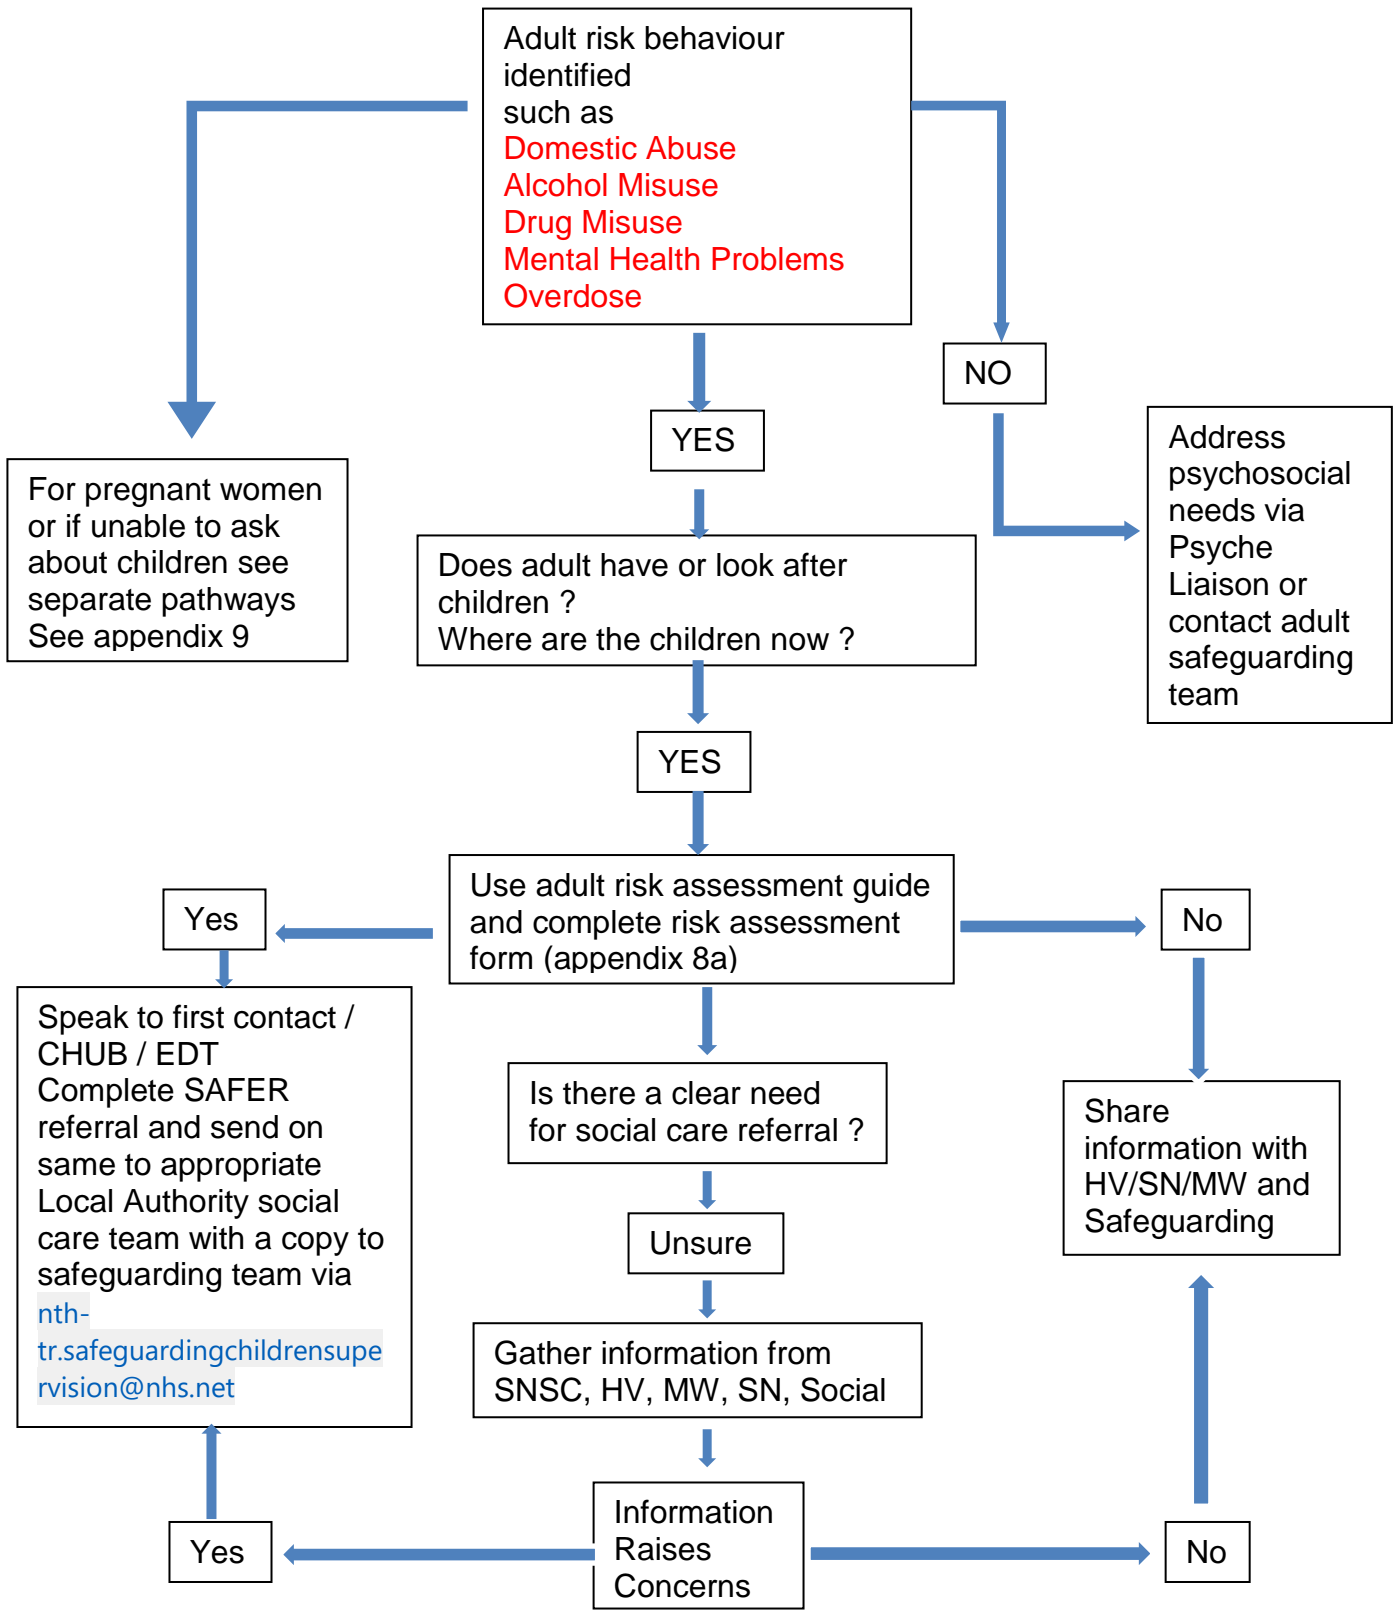 Adult risk behaviour
identified
such as
Domestic Abuse
Alcohol Misuse
Drug Misuse
Mental Health Problems
Overdose
NO
YES
Address
psychosocial
needs via
Psyche
Liaison or
contact adult
safeguarding
team
For pregnant women
or if unable to ask
about children see
separate pathways
See appendix 9
Does adult have or look after
children ?
Where are the children now ?
YES
Use adult risk assessment guide
and complete risk assessment
form (appendix 8a)
Yes
No
Speak to first contact /
CHUB / EDT
Complete SAFER
referral and send on
same to appropriate
Local Authority social
care team with a copy to
safeguarding team via
nth-
tr.safeguardingchildrensupe
rvision@nhs.net
Is there a clear need
for social care referral ?
Share
information with
HV/SN/MW and
Safeguarding
Unsure
Gather information from
SNSC, HV, MW, SN, Social
Information
Raises
Concerns
Yes
No